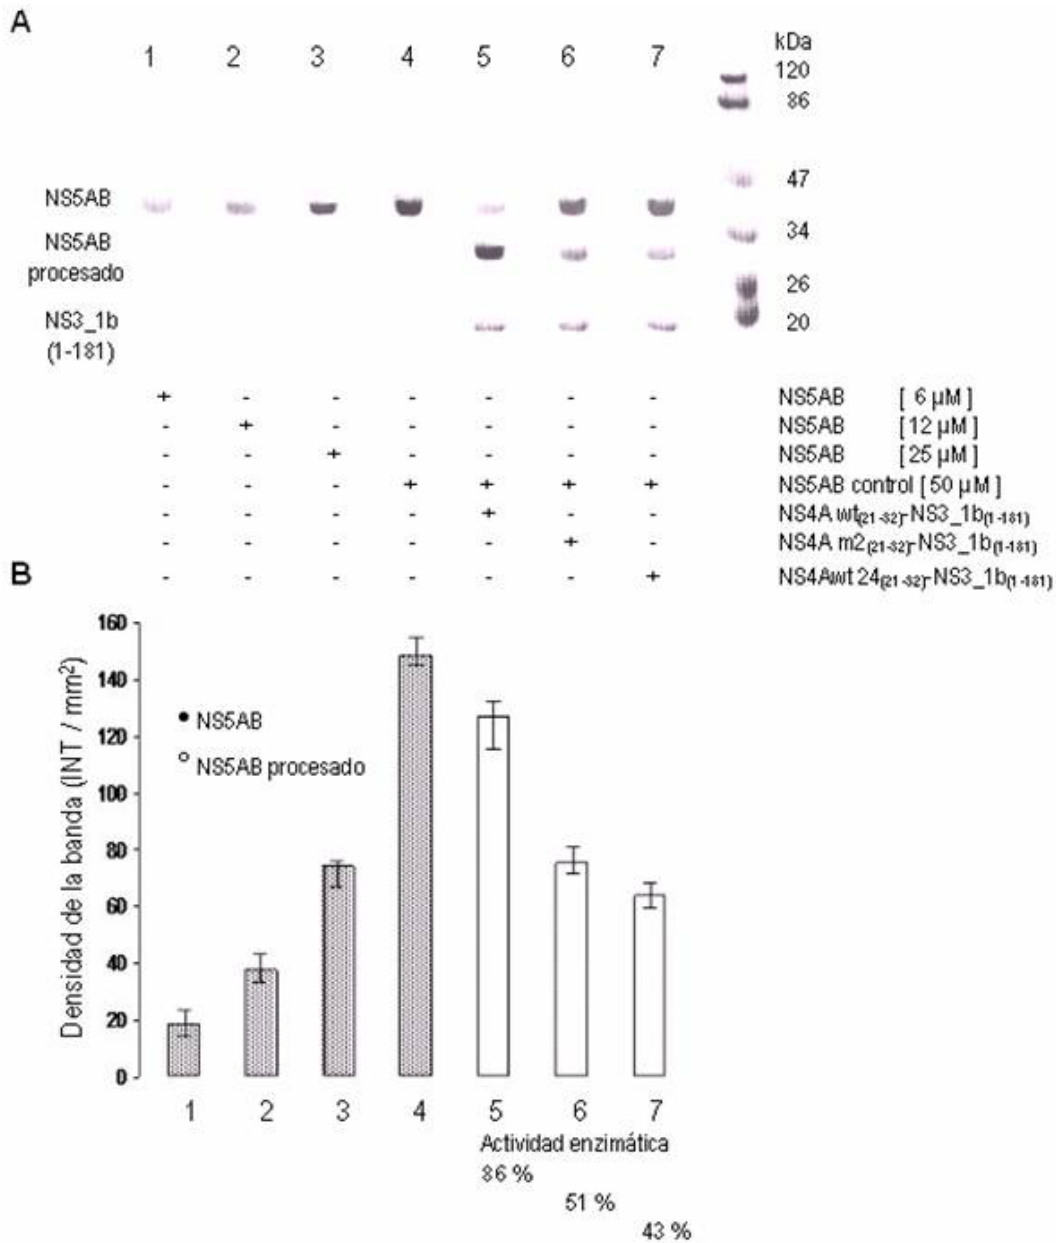 A
1 2 3 4 5 6 7
kDa
120
86
47
34
26
20
NS5AB
NS5AB
procesado
NS3_1b
(1-181)
+ - - - - - - NS5AB [ 6 µM ]
- + - - - - - NS5AB [12 µM ]
- - + - - - - NS5AB [25 µM ]
- - - + + + + NS5AB control [ 50 µM ]
- - - - + - - NS4A wt(21-32)-NS3_1b(1-181)
- - - - - + - NS4A m2(21-32)-NS3_1b(1-181)
- - - - - - + NS4Awt 24(21-32)-NS3_1b(1-181)
B
Densidad de la banda (INT / mm²)
160
140
120
100
80
60
40
20
0
NS5AB
NS5AB procesado
1 2 3 4 5 6 7
Actividad enzimática
86 %
51 %
43 %